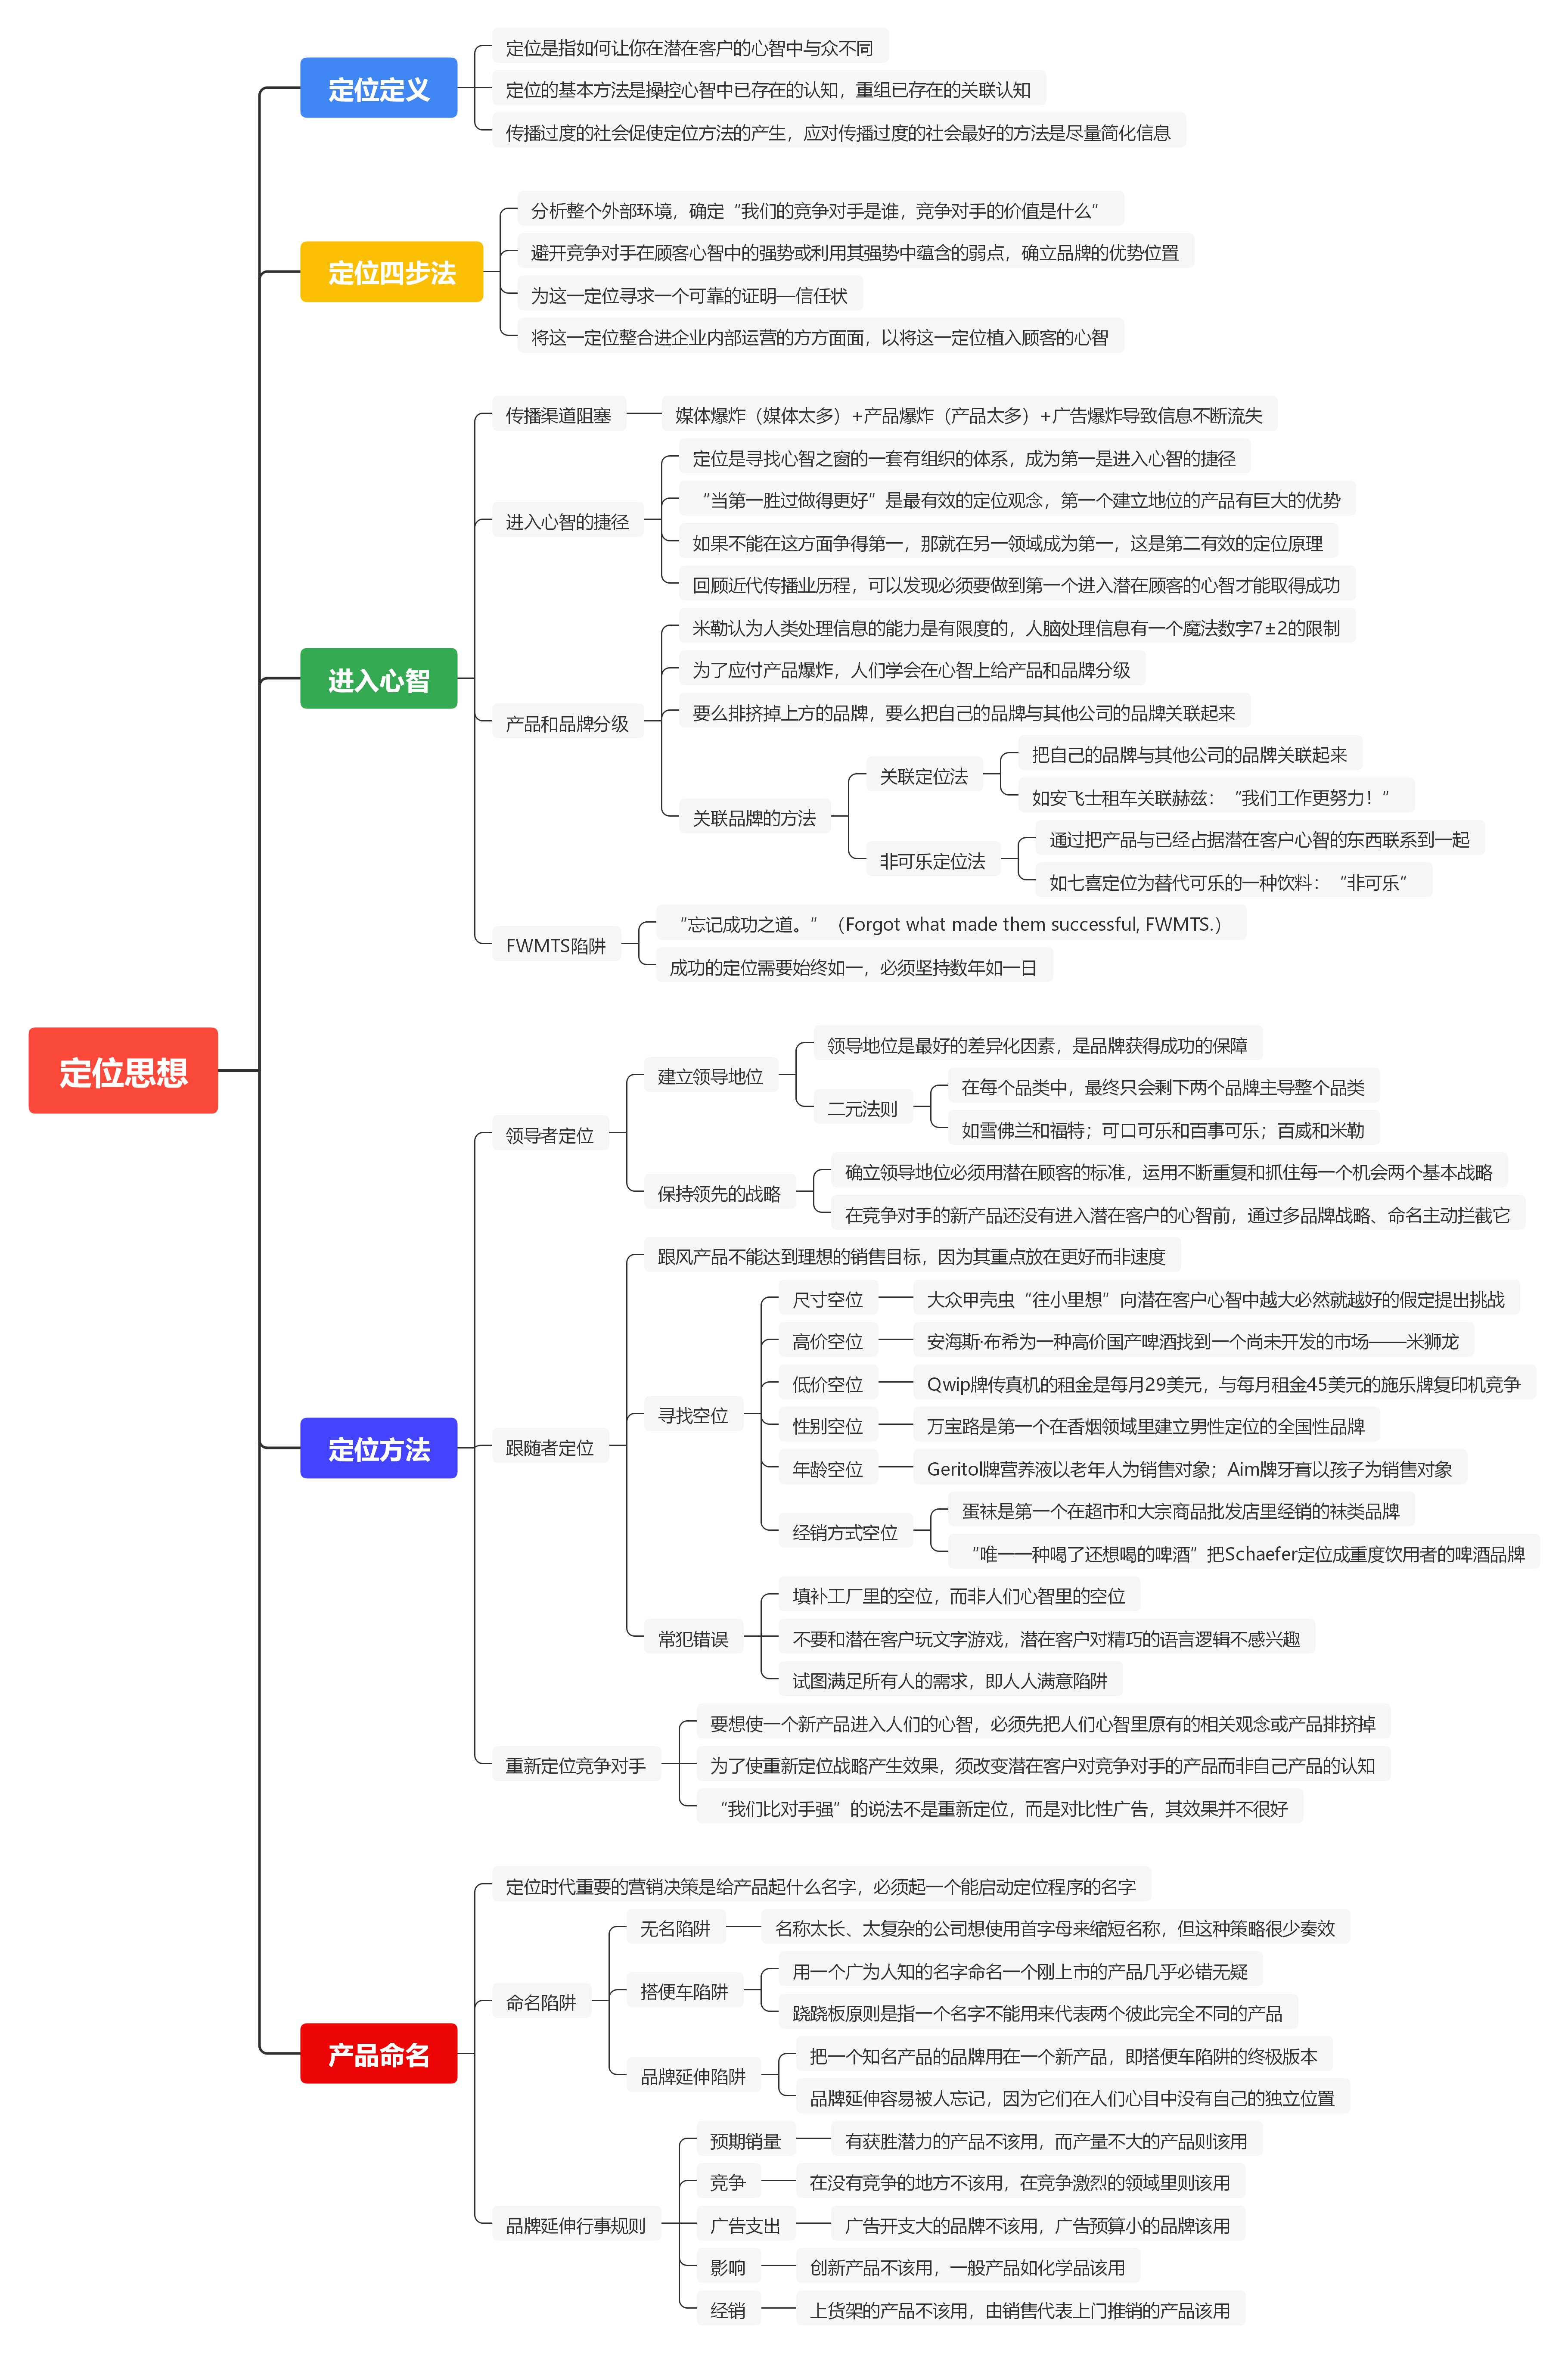 定位思想
定位定义
定位是指如何让你在潜在客户的心智中与众不同
定位的基本方法是操控心智中已存在的认知，重组已存在的关联认知
传播过度的社会促使定位方法的产生，应对传播过度的社会最好的方法是尽量简化信息
定位四步法
分析整个外部环境，确定“我们的竞争对手是谁，竞争对手的价值是什么”
避开竞争对手在顾客心智中的强势或利用其强势中蕴含的弱点，确立品牌的优势位置
为这一定位寻求一个可靠的证明—信任状
将这一定位整合进企业内部运营的方方面面，以将这一定位植入顾客的心智
进入心智
传播渠道阻塞
媒体爆炸（媒体太多）+产品爆炸（产品太多）+广告爆炸导致信息不断流失
进入心智的捷径
定位是寻找心智之窗的一套有组织的体系，成为第一是进入心智的捷径
“当第一胜过做得更好”是最有效的定位观念，第一个建立地位的产品有巨大的优势
如果不能在这方面争得第一，那就在另一领域成为第一，这是第二有效的定位原理
回顾近代传播业历程，可以发现必须要做到第一个进入潜在顾客的心智才能取得成功
产品和品牌分级
米勒认为人类处理信息的能力是有限度的，人脑处理信息有一个魔法数字7±2的限制
为了应付产品爆炸，人们学会在心智上给产品和品牌分级
要么排挤掉上方的品牌，要么把自己的品牌与其他公司的品牌关联起来
关联品牌的方法
关联定位法
把自己的品牌与其他公司的品牌关联起来
如安飞士租车关联赫兹：“我们工作更努力！”
非可乐定位法
通过把产品与已经占据潜在客户心智的东西联系到一起
如七喜定位为替代可乐的一种饮料：“非可乐”
FWMTS陷阱
“忘记成功之道。”（Forgot what made them successful, FWMTS.）
成功的定位需要始终如一，必须坚持数年如一日
定位方法
领导者定位
建立领导地位
领导地位是最好的差异化因素，是品牌获得成功的保障
二元法则
在每个品类中，最终只会剩下两个品牌主导整个品类
如雪佛兰和福特；可口可乐和百事可乐；百威和米勒
保持领先的战略
确立领导地位必须用潜在顾客的标准，运用不断重复和抓住每一个机会两个基本战略
在竞争对手的新产品还没有进入潜在客户的心智前，通过多品牌战略、命名主动拦截它
跟随者定位
跟风产品不能达到理想的销售目标，因为其重点放在更好而非速度
寻找空位
尺寸空位
大众甲壳虫“往小里想”向潜在客户心智中越大必然就越好的假定提出挑战
高价空位
安海斯·布希为一种高价国产啤酒找到一个尚未开发的市场——米狮龙
低价空位
Qwip牌传真机的租金是每月29美元，与每月租金45美元的施乐牌复印机竞争
性别空位
万宝路是第一个在香烟领域里建立男性定位的全国性品牌
年龄空位
Geritol牌营养液以老年人为销售对象；Aim牌牙膏以孩子为销售对象
经销方式空位
蛋袜是第一个在超市和大宗商品批发店里经销的袜类品牌
“唯一一种喝了还想喝的啤酒”把Schaefer定位成重度饮用者的啤酒品牌
常犯错误
填补工厂里的空位，而非人们心智里的空位
不要和潜在客户玩文字游戏，潜在客户对精巧的语言逻辑不感兴趣
试图满足所有人的需求，即人人满意陷阱
重新定位竞争对手
要想使一个新产品进入人们的心智，必须先把人们心智里原有的相关观念或产品排挤掉
为了使重新定位战略产生效果，须改变潜在客户对竞争对手的产品而非自己产品的认知
“我们比对手强”的说法不是重新定位，而是对比性广告，其效果并不很好
产品命名
定位时代重要的营销决策是给产品起什么名字，必须起一个能启动定位程序的名字
命名陷阱
无名陷阱
名称太长、太复杂的公司想使用首字母来缩短名称，但这种策略很少奏效
搭便车陷阱
用一个广为人知的名字命名一个刚上市的产品几乎必错无疑
跷跷板原则是指一个名字不能用来代表两个彼此完全不同的产品
品牌延伸陷阱
把一个知名产品的品牌用在一个新产品，即搭便车陷阱的终极版本
品牌延伸容易被人忘记，因为它们在人们心目中没有自己的独立位置
品牌延伸行事规则
预期销量
有获胜潜力的产品不该用，而产量不大的产品则该用
竞争
在没有竞争的地方不该用，在竞争激烈的领域里则该用
广告支出
广告开支大的品牌不该用，广告预算小的品牌该用
影响
创新产品不该用，一般产品如化学品该用
经销
上货架的产品不该用，由销售代表上门推销的产品该用